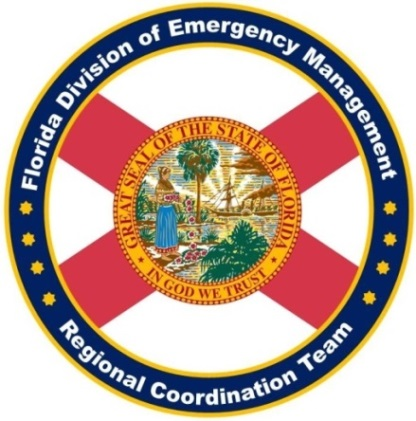 Florida Division of Emergency Management
GREAT SEAL OF THE STATE OF FLORIDA
IN GOD WE TRUST
Regional Coordination Team